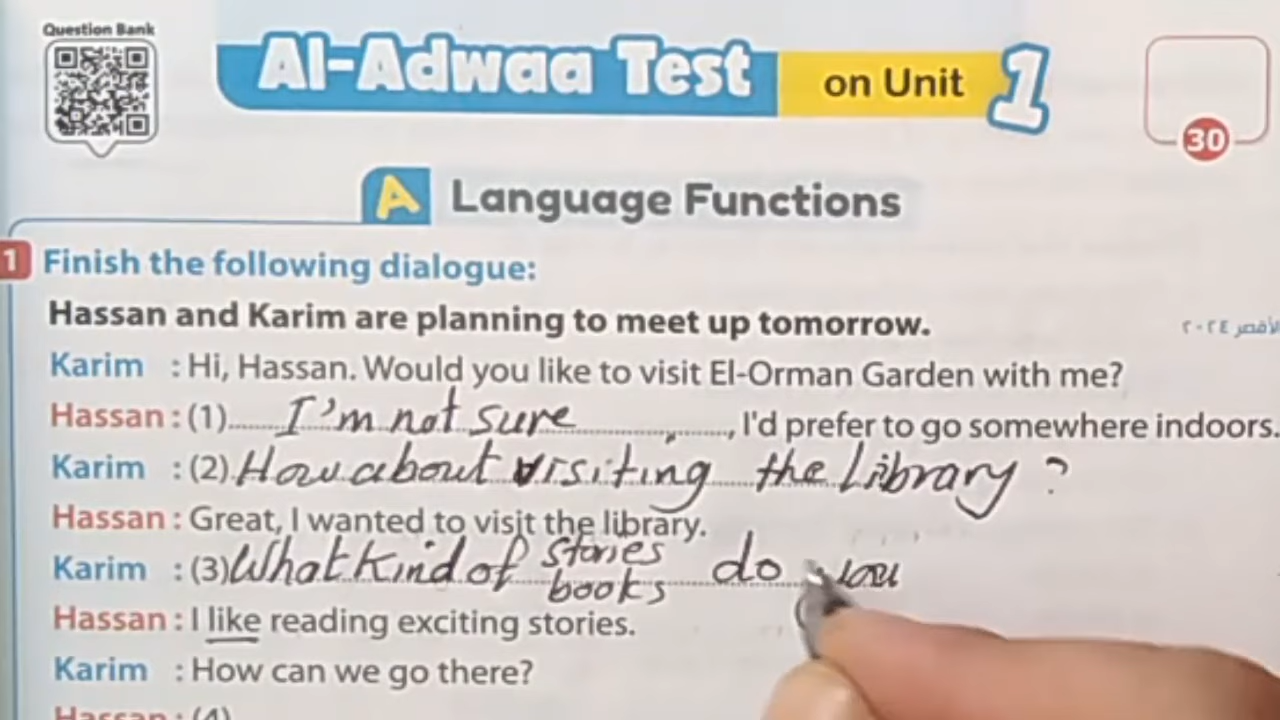 Question Bank
Al-Adwaa Test on Unit 1
30
A Language Functions
1 Finish the following dialogue:
Hassan and Karim are planning to meet up tomorrow.
الأقصر ٢٠٢٤
Karim : Hi, Hassan. Would you like to visit El-Orman Garden with me?
Hassan : (1)..... I'm not sure ..............., I'd prefer to go somewhere indoors.
Karim : (2). How about visiting the library ?
Hassan : Great, I wanted to visit the library.
Karim : (3) What kind of stories books do you
Hassan : I like reading exciting stories.
Karim : How can we go there?
Hassan : (4)